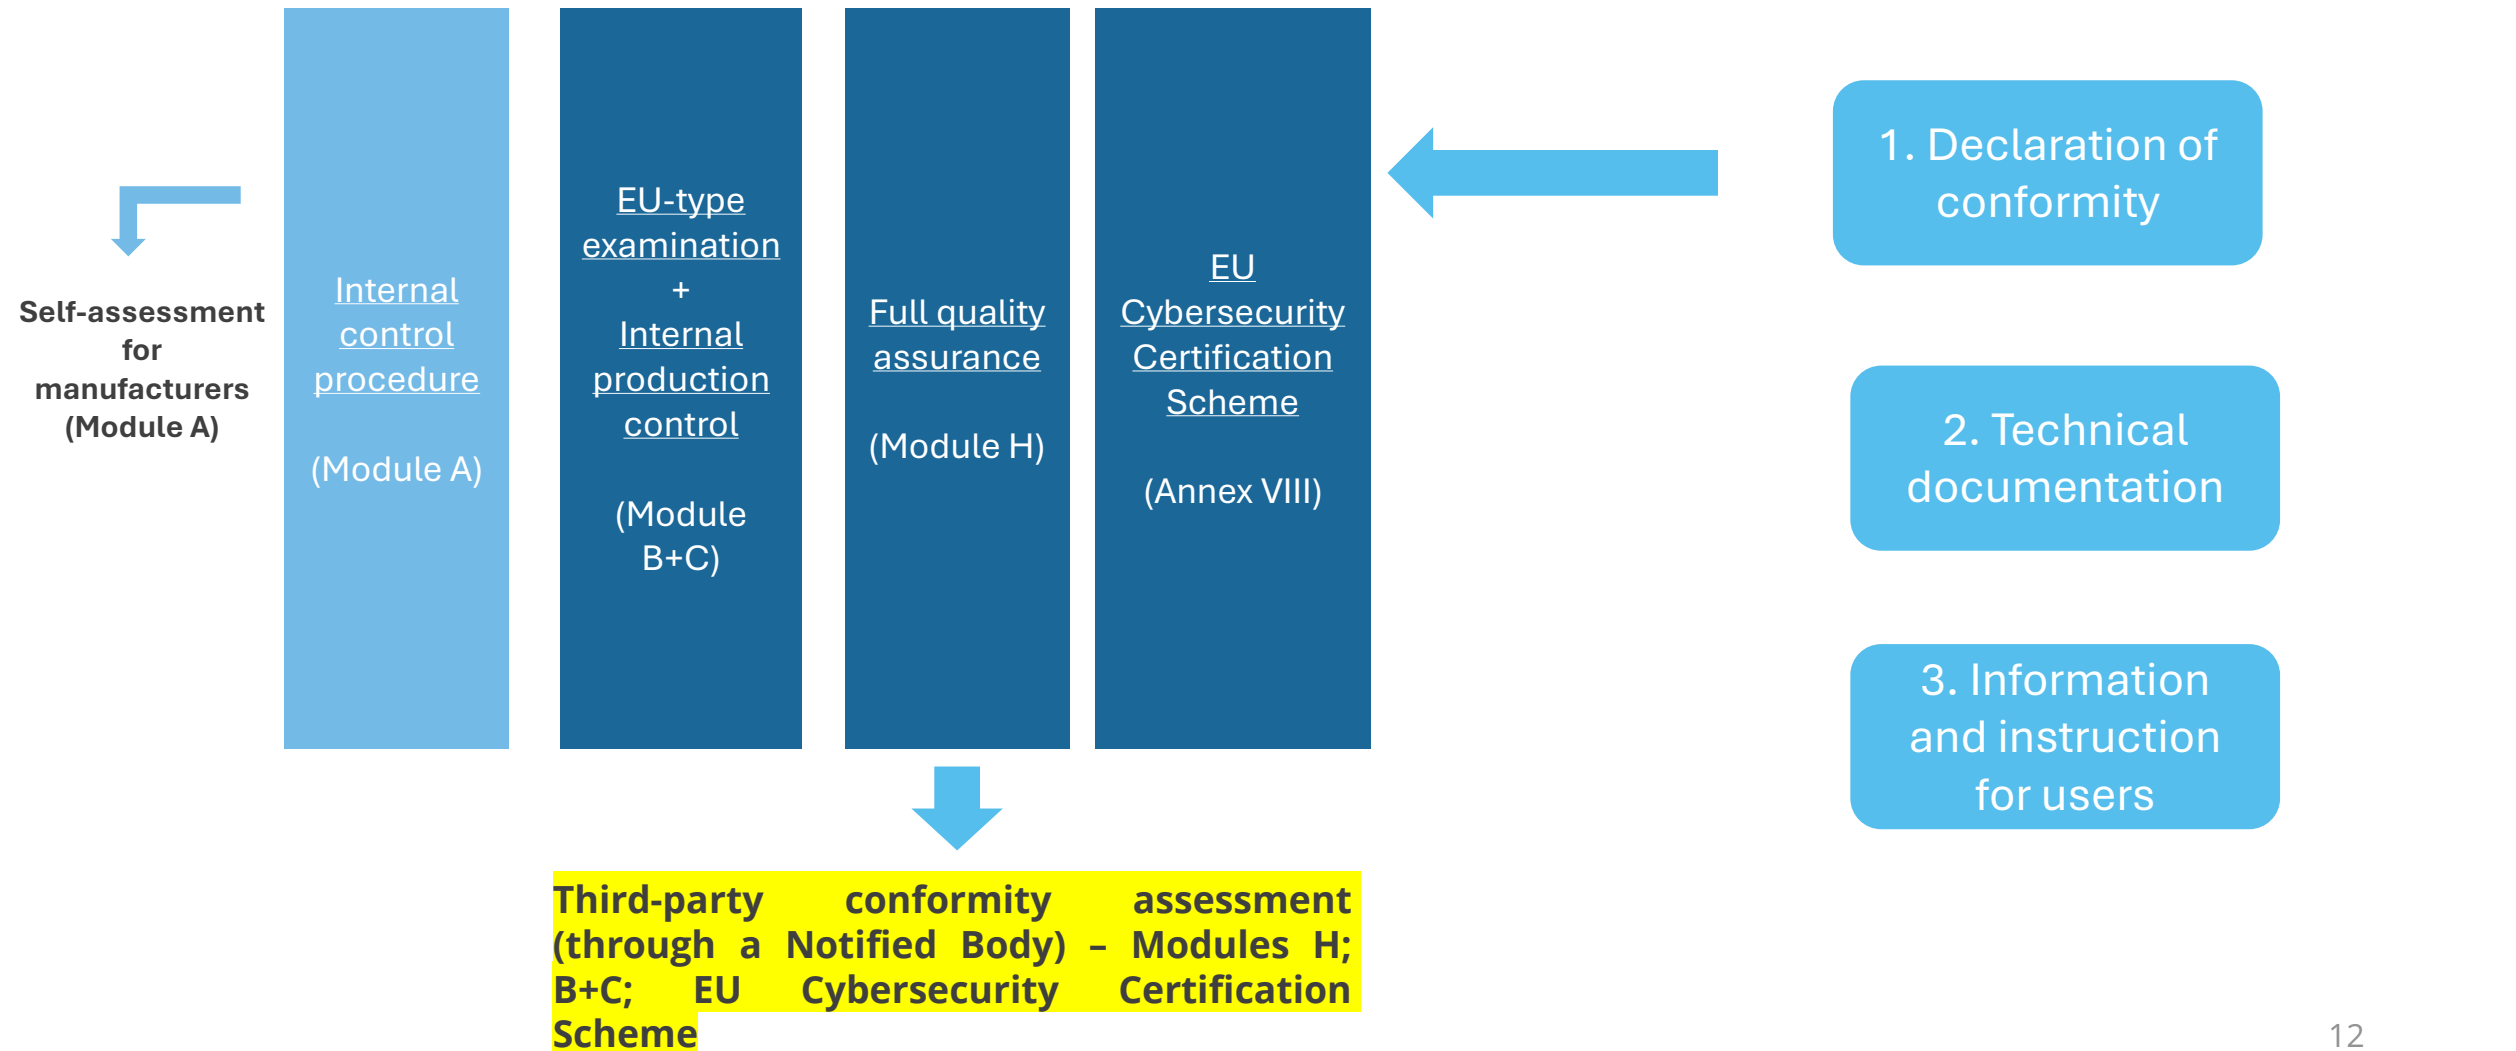 Self-assessment
for
manufacturers
(Module A)
Internal
control
procedure
(Module A)
EU-type
examination
+
Internal
production
control
(Module
B+C)
Full quality
assurance
(Module H)
EU
Cybersecurity
Certification
Scheme
(Annex VIII)
1. Declaration of
conformity
2. Technical
documentation
3. Information
and instruction
for users
Third-party conformity assessment
(through a Notified Body) – Modules H;
B+C; EU Cybersecurity Certification
Scheme
12